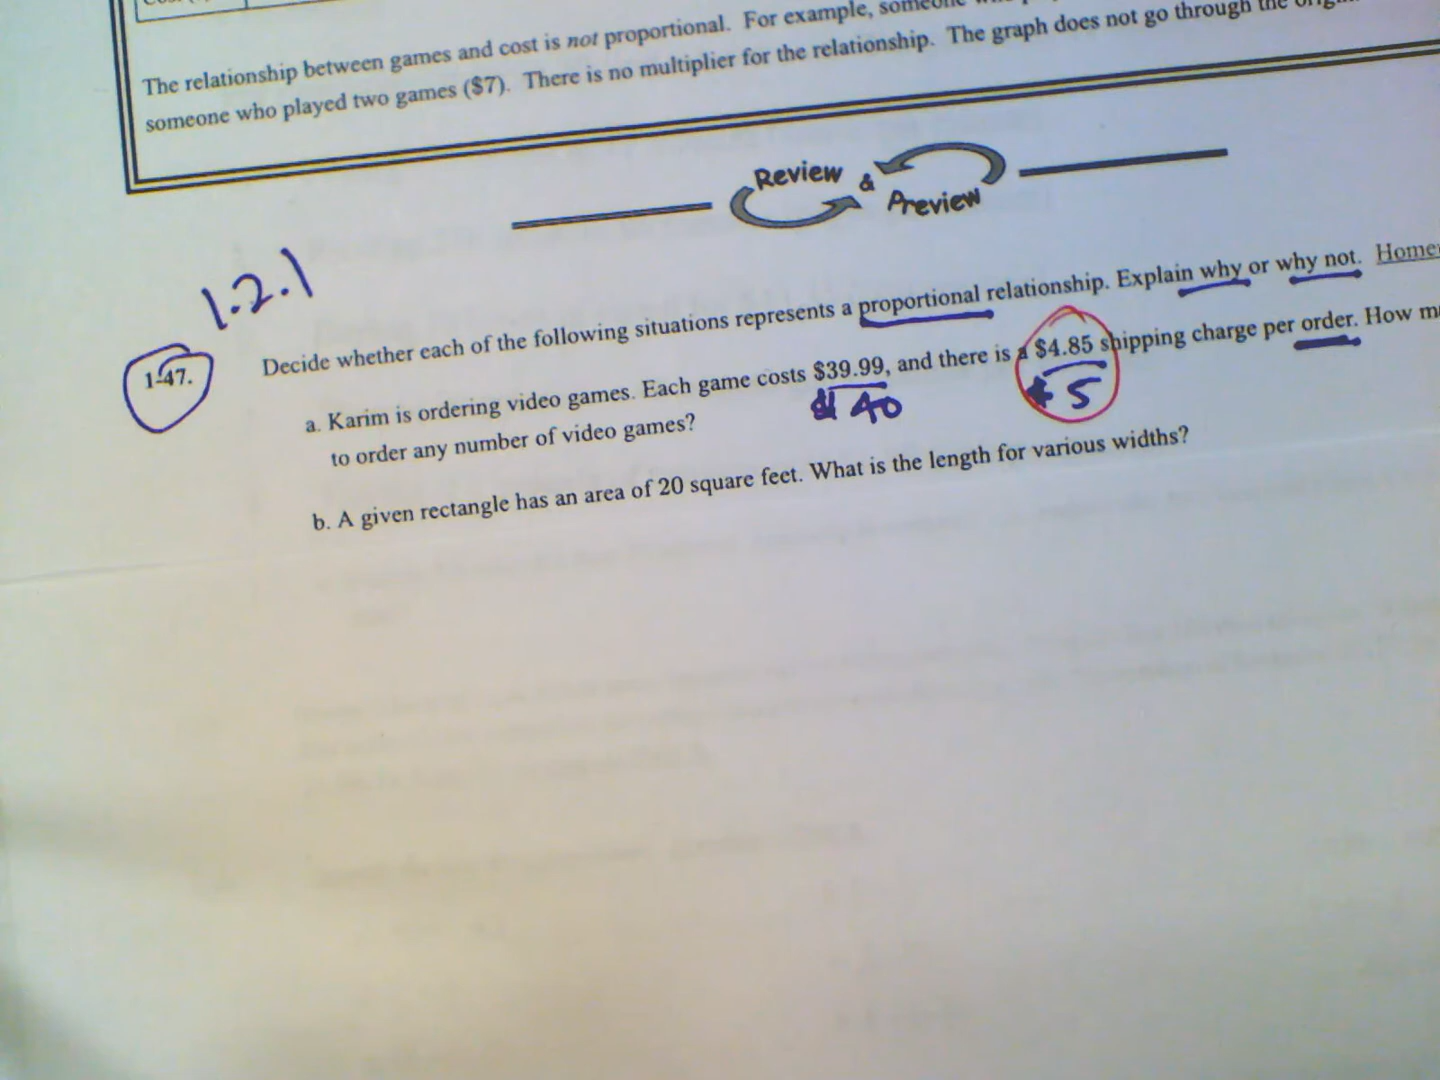 The relationship between games and cost is not proportional. For example, someone
someone who played two games ($7). There is no multiplier for the relationship. The graph does not go through the
Review & Preview
1.2.1
1-47. Decide whether each of the following situations represents a proportional relationship. Explain why or why not. Home
a. Karim is ordering video games. Each game costs $39.99, and there is a $4.85 shipping charge per order. How m
40 5
to order any number of video games?
b. A given rectangle has an area of 20 square feet. What is the length for various widths?